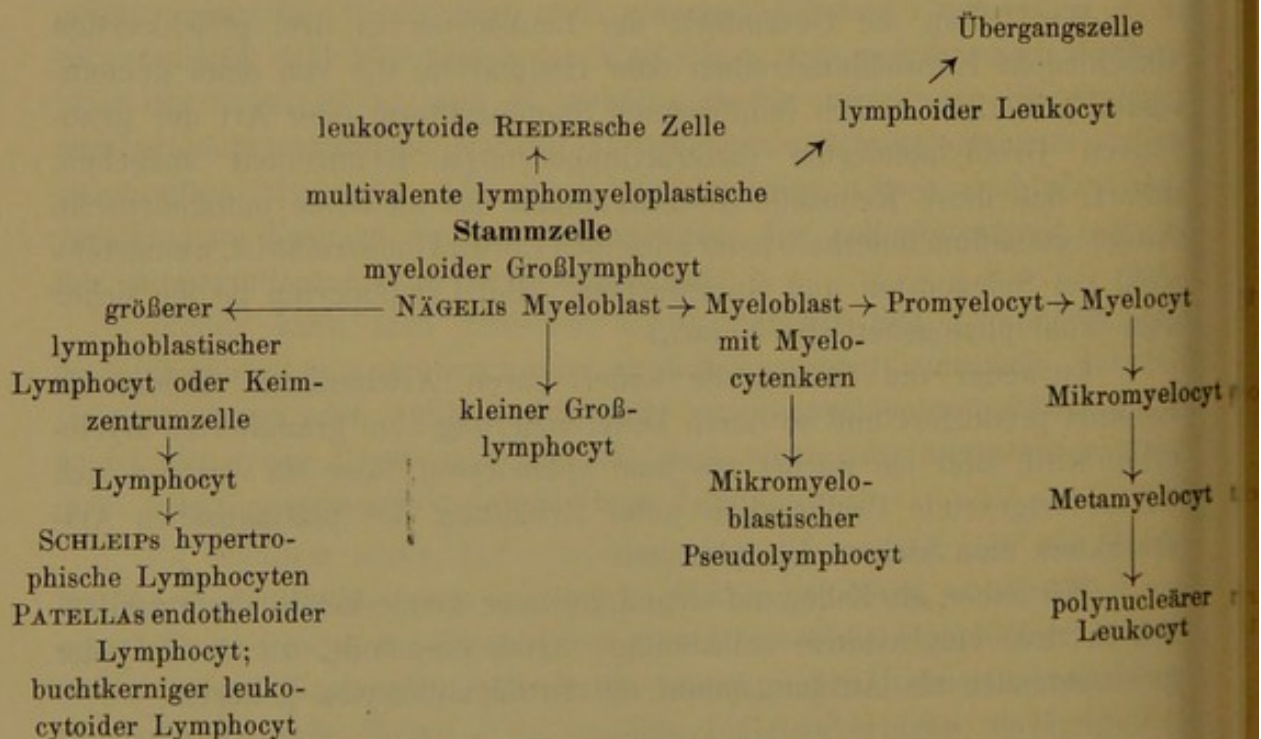 Übergangszelle
lymphoider Leukocyt
leukocytoide RIEDERsche Zelle
multivalente lymphomyeloplastische
Stammzelle
myeloider Großlymphocyt
größerer ← NÄGELIS Myeloblast → Myeloblast → Promyelocyt → Myelocyt
lymphoblastischer
Lymphocyt oder Keim-
zentrumzelle
Lymphocyt
SCHLEIPS hypertro-
phische Lymphocyten
PATELLAS endotheloider
Lymphocyt;
buchtkerniger leuko-
cytoider Lymphocyt
kleiner Groß-
lymphocyt
mit Myelo-
cytenkern
Mikromyelo-
blastischer
Pseudolymphocyt
Mikromyelocyt
Metamyelocyt
polynucleärer
Leukocyt